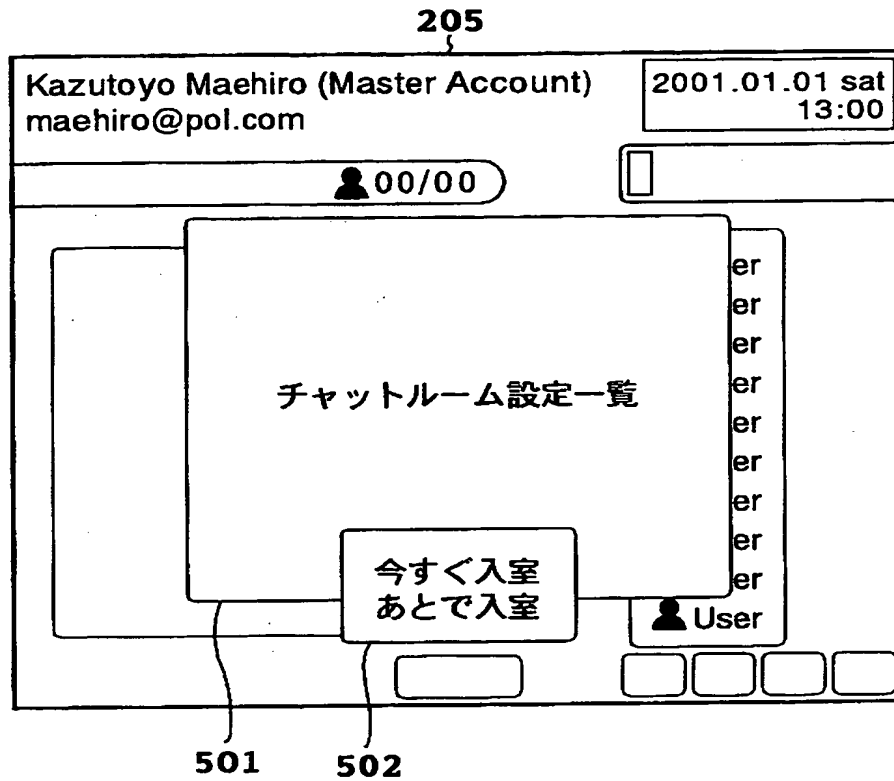 205
Kazutoyo Maehiro (Master Account)
maehiro@pol.com
2001.01.01 sat
13:00
00/00
er
er
er
er
er
er
er
er
er
User
チャットルーム設定一覧
今すぐ入室
あとで入室
501
502